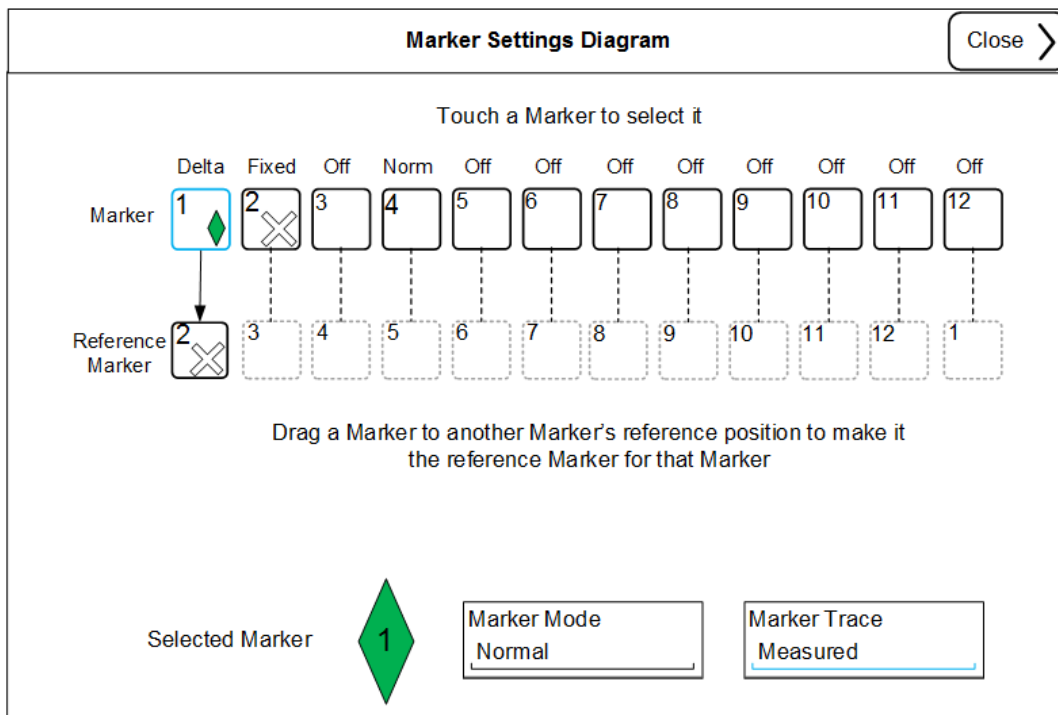 Marker Settings Diagram
Close
Touch a Marker to select it
Delta Fixed Off Norm Off Off Off Off Off Off Off Off
Marker
1 2 3 4 5 6 7 8 9 10 11 12
Reference
Marker
2 3 4 5 6 7 8 9 10 11 12 1
Drag a Marker to another Marker's reference position to make it
the reference Marker for that Marker
Selected Marker
1
Marker Mode
Normal
Marker Trace
Measured